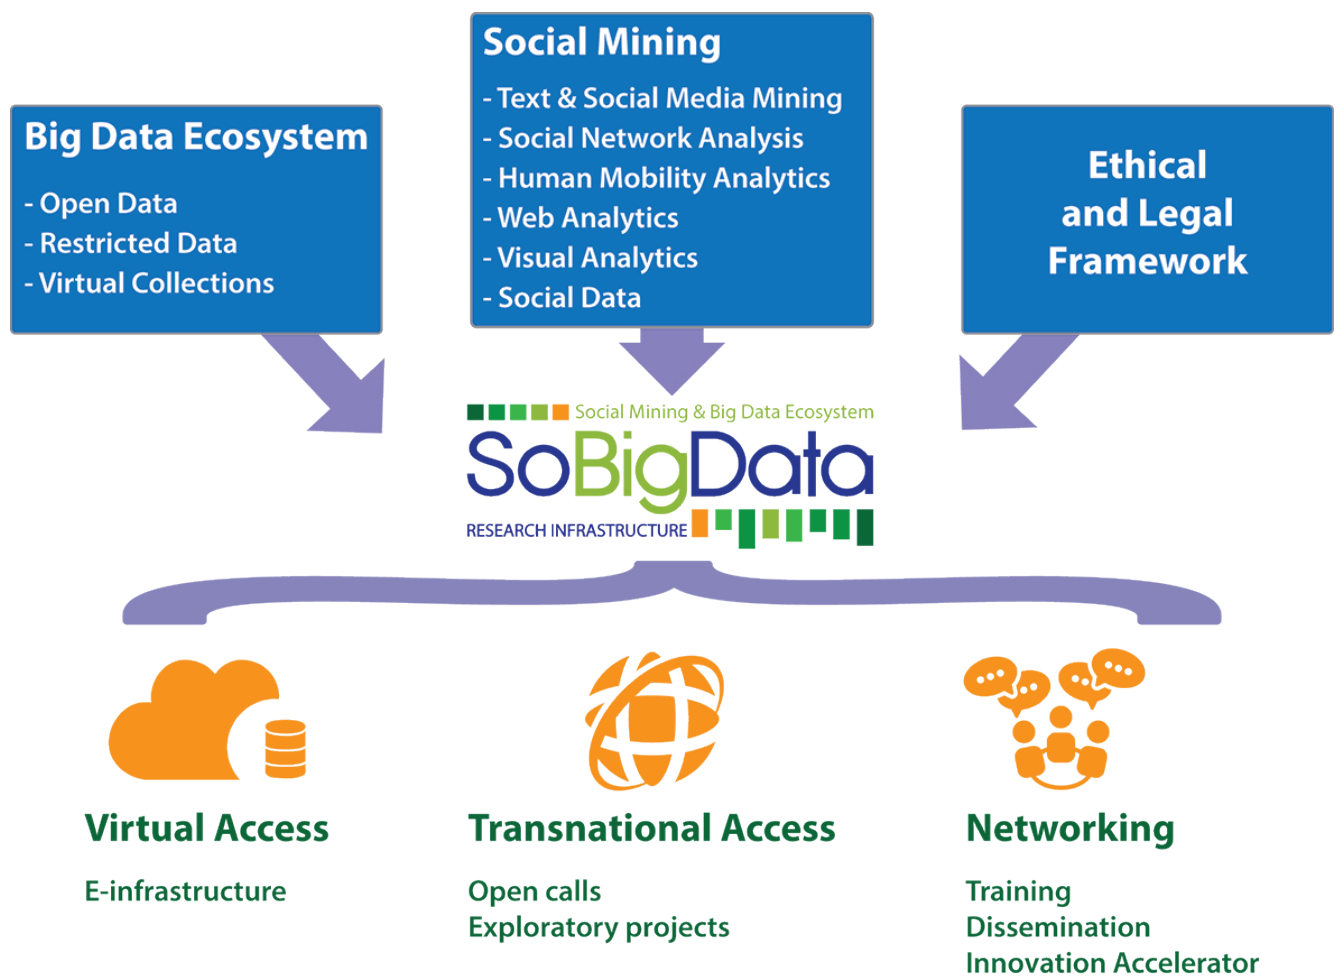 Big Data Ecosystem
- Open Data
- Restricted Data
- Virtual Collections
Social Mining
- Text & Social Media Mining
- Social Network Analysis
- Human Mobility Analytics
- Web Analytics
- Visual Analytics
- Social Data
Ethical
and Legal
Framework
Social Mining & Big Data Ecosystem
SoBigData
RESEARCH INFRASTRUCTURE
Virtual Access
E-infrastructure
Transnational Access
Open calls
Exploratory projects
Networking
Training
Dissemination
Innovation Accelerator